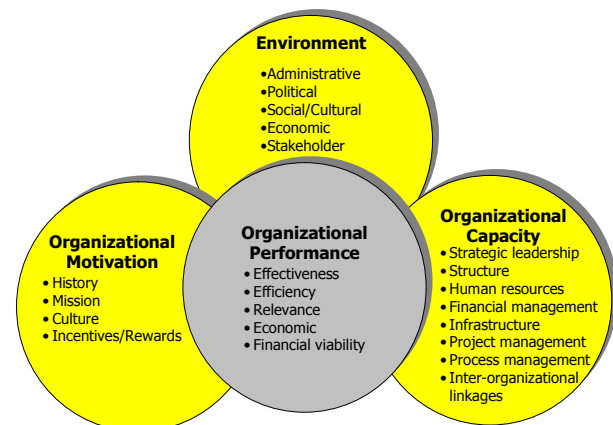 Environment
•Administrative
•Political
•Social/Cultural
•Economic
•Stakeholder
Organizational
Motivation
• History
• Mission
• Culture
• Incentives/Rewards
Organizational
Performance
• Effectiveness
• Efficiency
• Relevance
• Economic
• Financial viability
Organizational
Capacity
• Strategic leadership
• Structure
• Human resources
• Financial management
• Infrastructure
• Project management
• Process management
• Inter-organizational
linkages